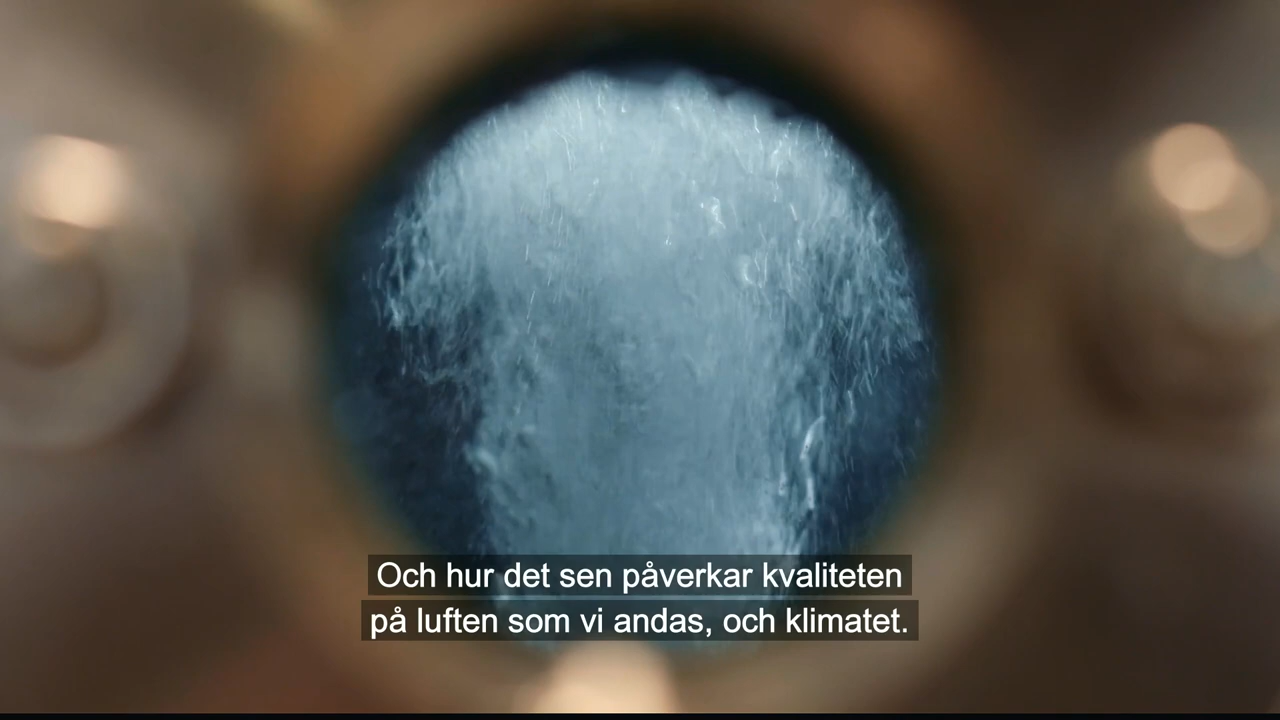 Och hur det sen påverkar kvaliteten
på luften som vi andas, och klimatet.